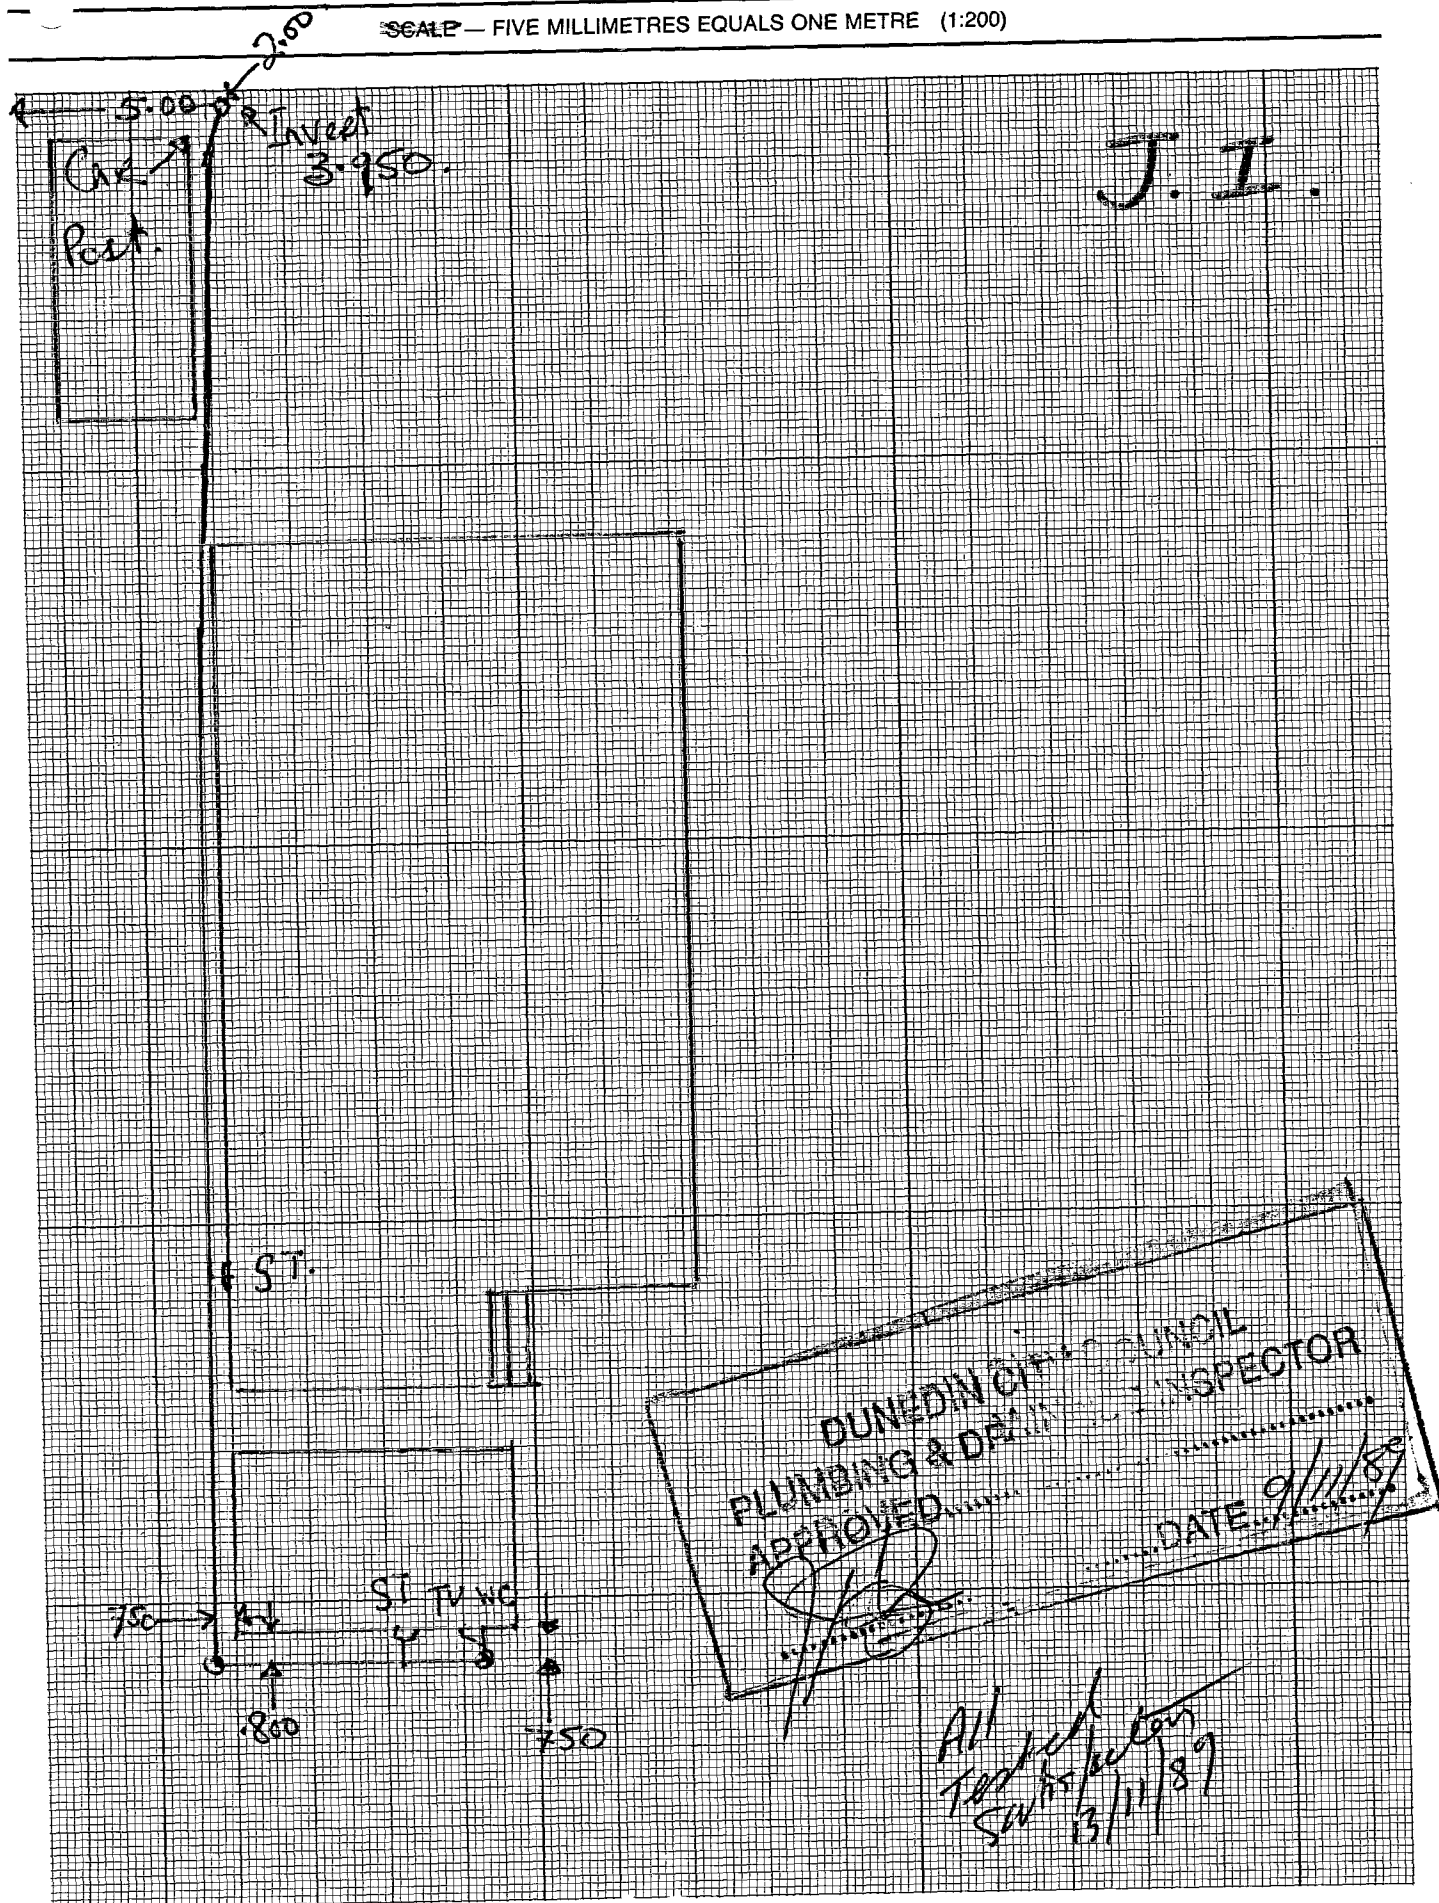 SCALE — FIVE MILLIMETRES EQUALS ONE METRE (1:200)
2.00
5.00
Invert
3.950.
Car
Port.
J. I.
S T.
DUNEDIN CITY COUNCIL
PLUMBING & DRAINAGE INSPECTOR
APPROVED
DATE 9/11/89
ST TV WC
750
800
750
All
Tested
13/11/89